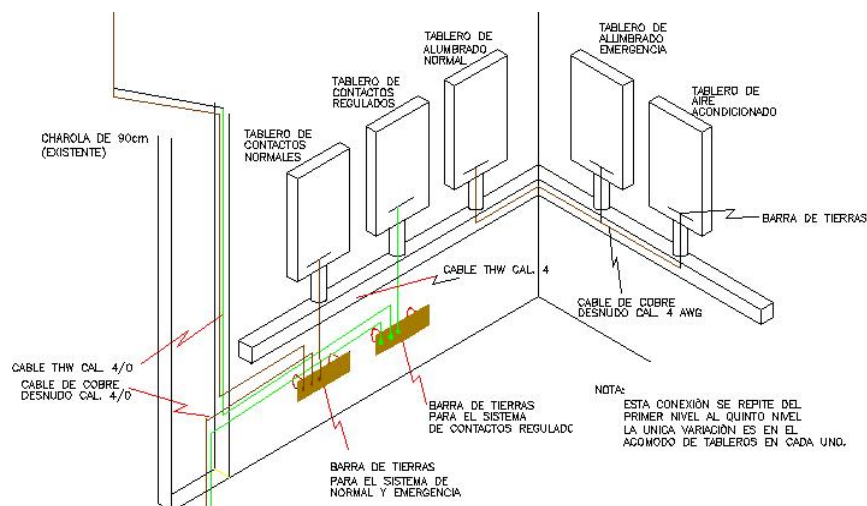 TABLERO DE
ALUMBRADO
NORMAL
TABLERO DE
ALUMBRADO
EMERGENCIA
TABLERO DE
CONTACTOS
REGULADOS
TABLERO DE
AIRE
ACONDICIONADO
CHAROLA DE 90cm
(EXISTENTE)
TABLERO DE
CONTACTOS
NORMALES
BARRA DE TIERRAS
CABLE THW CAL. 4
CABLE DE COBRE
DESNUDO CAL. 4 AWG
CABLE THW CAL. 4/0
CABLE DE COBRE
DESNUDO CAL. 4/0
BARRA DE TIERRAS
PARA EL SISTEMA
DE CONTACTOS REGULADO
NOTA:
ESTA CONEXIÒN SE REPITE DEL
PRIMER NIVEL AL QUINTO NIVEL
LA UNICA VARIACIÒN ES EN EL
ACOMODO DE TABLEROS EN CADA UNO.
BARRA DE TIERRAS
PARA EL SISTEMA DE
NORMAL Y EMERGENCIA